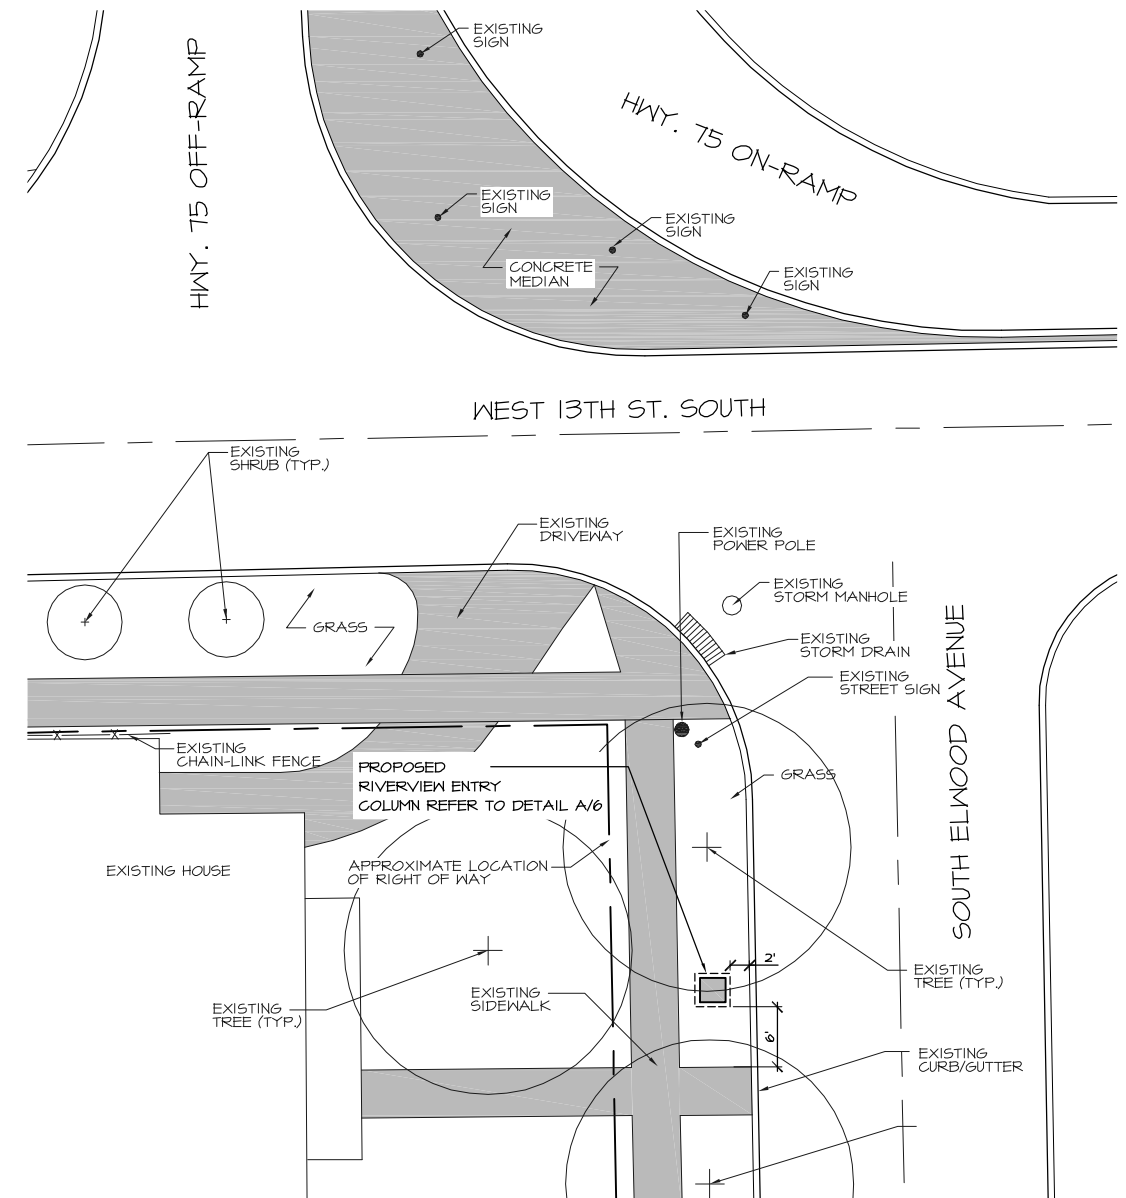 EXISTING
SIGN
HWY. 75 OFF-RAMP
HWY. 75 ON-RAMP
EXISTING
SIGN
EXISTING
SIGN
CONCRETE
MEDIAN
EXISTING
SIGN
WEST 13TH ST. SOUTH
EXISTING
SHRUB (TYP.)
EXISTING
DRIVEWAY
EXISTING
POWER POLE
EXISTING
STORM MANHOLE
GRASS
EXISTING
STORM DRAIN
EXISTING
STREET SIGN
SOUTH ELWOOD AVENUE
X X
EXISTING
CHAIN-LINK FENCE
PROPOSED
RIVERVIEW ENTRY
COLUMN REFER TO DETAIL A/6
GRASS
EXISTING HOUSE
APPROXIMATE LOCATION
OF RIGHT OF WAY
2'
EXISTING
TREE (TYP.)
EXISTING
SIDEWALK
EXISTING
TREE (TYP.)
6'
EXISTING
CURB/GUTTER